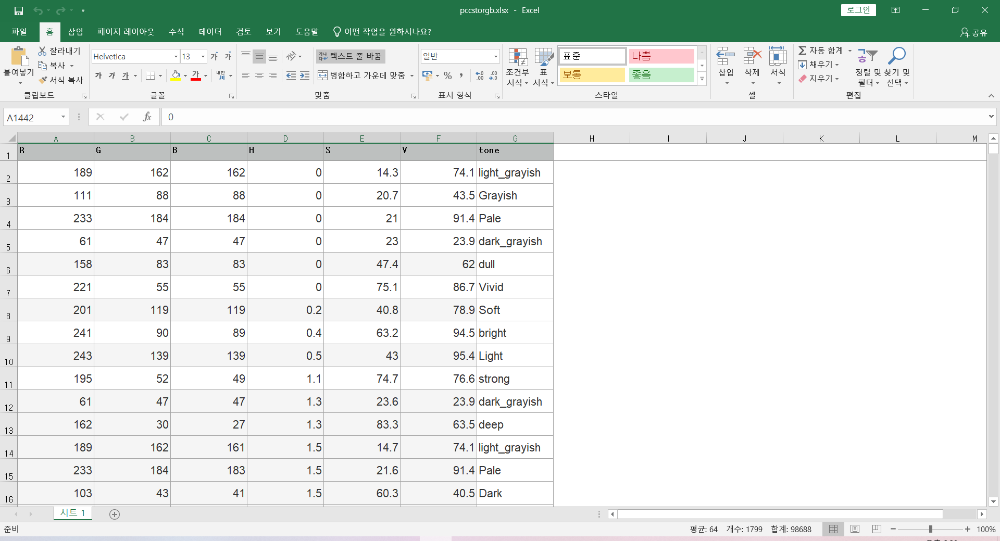 pccstorgb.xlsx - Excel
로그인
파일 홈 삽입 페이지 레이아웃 수식 데이터 검토 보기 도움말 어떤 작업을 원하시나요? 공유
붙여넣기
잘라내기
복사
서식 복사
클립보드
Helvetica 13 가 가
가 가 가 가 내천
글꼴
텍스트 줄 바꿈
병합하고 가운데 맞춤
맞춤
일반
% ,
표시 형식
조건부 서식
표 서식
표준 나쁨
보통 좋음
스타일
삽입 삭제 서식
셀
자동 합계
채우기
지우기
정렬 및 필터
찾기 및 선택
편집
A1442 fx 0
A B C D E F G H I J K L M
1 R G B H S V tone
2 189 162 162 0 14.3 74.1 light_grayish
3 111 88 88 0 20.7 43.5 Grayish
4 233 184 184 0 21 91.4 Pale
5 61 47 47 0 23 23.9 dark_grayish
6 158 83 83 0 47.4 62 dull
7 221 55 55 0 75.1 86.7 Vivid
8 201 119 119 0.2 40.8 78.9 Soft
9 241 90 89 0.4 63.2 94.5 bright
10 243 139 139 0.5 43 95.4 Light
11 195 52 49 1.1 74.7 76.6 strong
12 61 47 47 1.3 23.6 23.9 dark_grayish
13 162 30 27 1.3 83.3 63.5 deep
14 189 162 161 1.5 14.7 74.1 light_grayish
15 233 184 183 1.5 21.6 91.4 Pale
16 103 43 41 1.5 60.3 40.5 Dark
시트 1
준비 평균: 64 개수: 1799 합계: 98688 100%